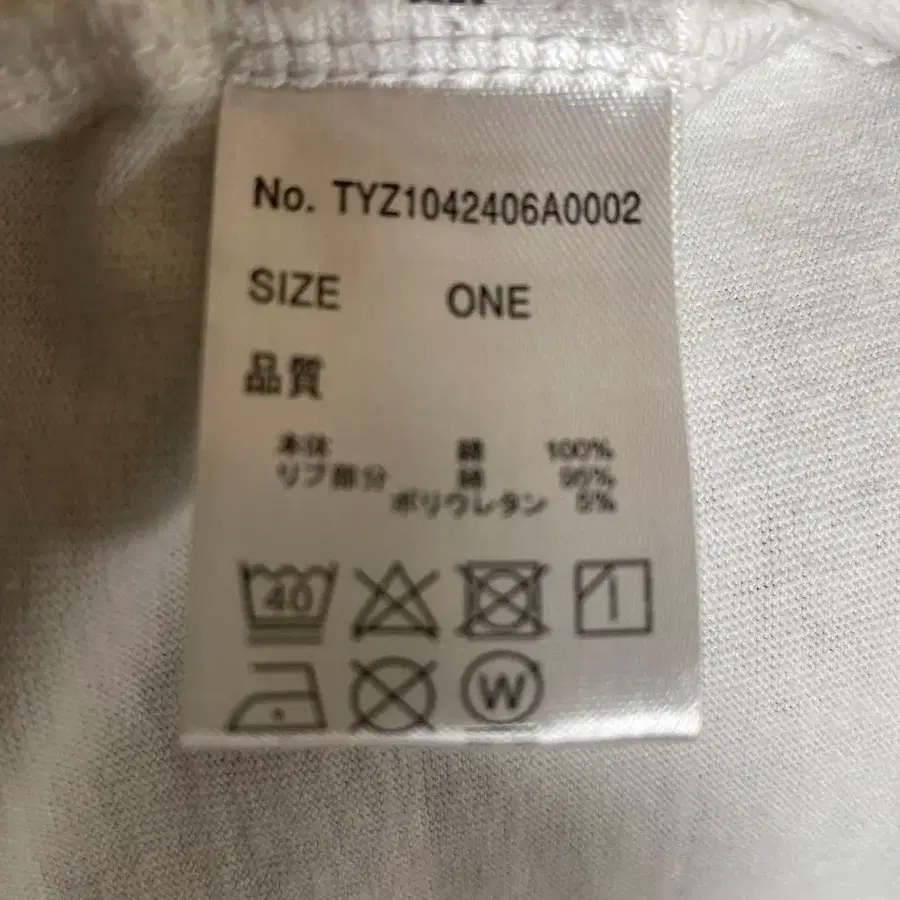 No. TYZ1042406A0002
SIZE ONE
品質
本体 綿 100%
リブ部分 綿 95%
ポリウレタン 5%
40
W